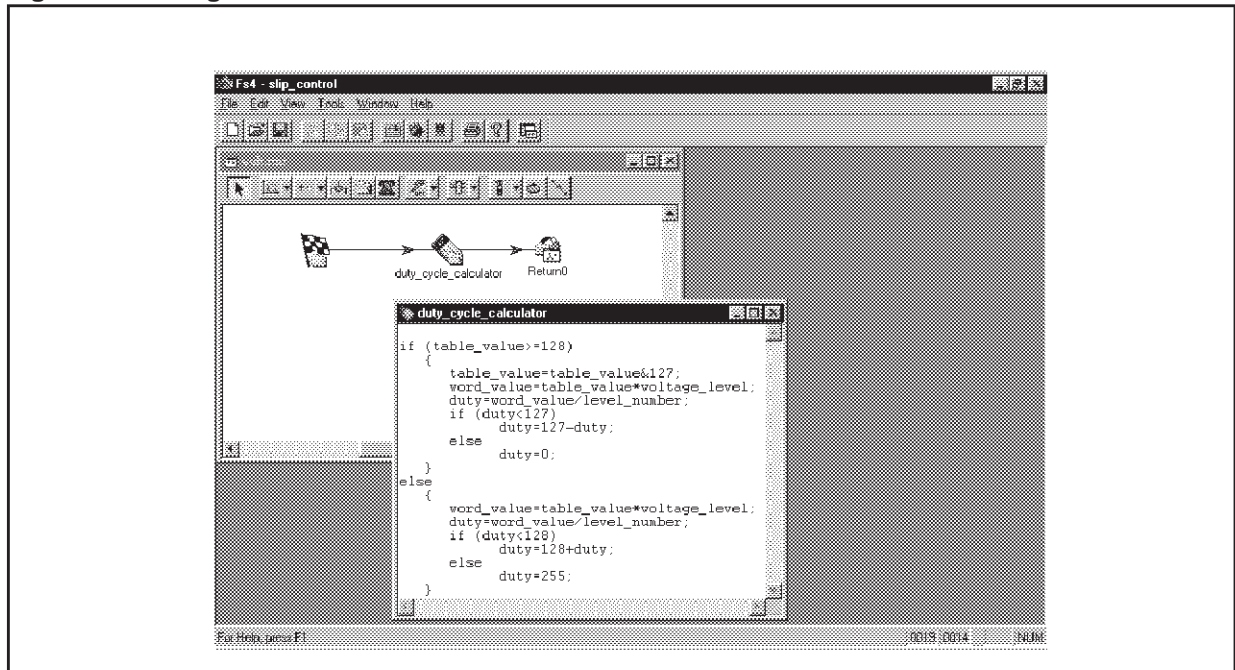 Fs4 - slip_control
File Edit View Tools Window Help
duty_cycle_calculator
Return0
duty_cycle_calculator
if (table_value>=128)
{
table_value=table_value&127;
word_value=table_value*voltage_level;
duty=word_value/level_number;
if (duty<127)
duty=127-duty;
else
duty=0;
}
else
{
word_value=table_value*voltage_level;
duty=word_value/level_number;
if (duty<128)
duty=128+duty;
else
duty=255;
}
For Help, press F1
0019 0014
NUM